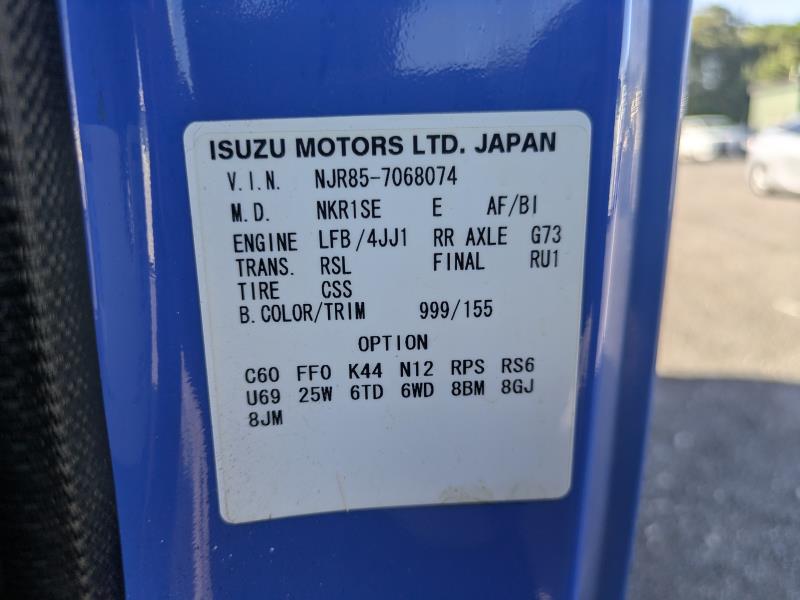 ISUZU MOTORS LTD. JAPAN
V.I.N. NJR85-7068074
M.D. NKR1SE E AF/BI
ENGINE LFB/4JJ1 RR AXLE G73
TRANS. RSL FINAL RU1
TIRE CSS
B.COLOR/TRIM 999/155
OPTION
C60 FF0 K44 N12 RPS RS6
U69 25W 6TD 6WD 8BM 8GJ
8JM